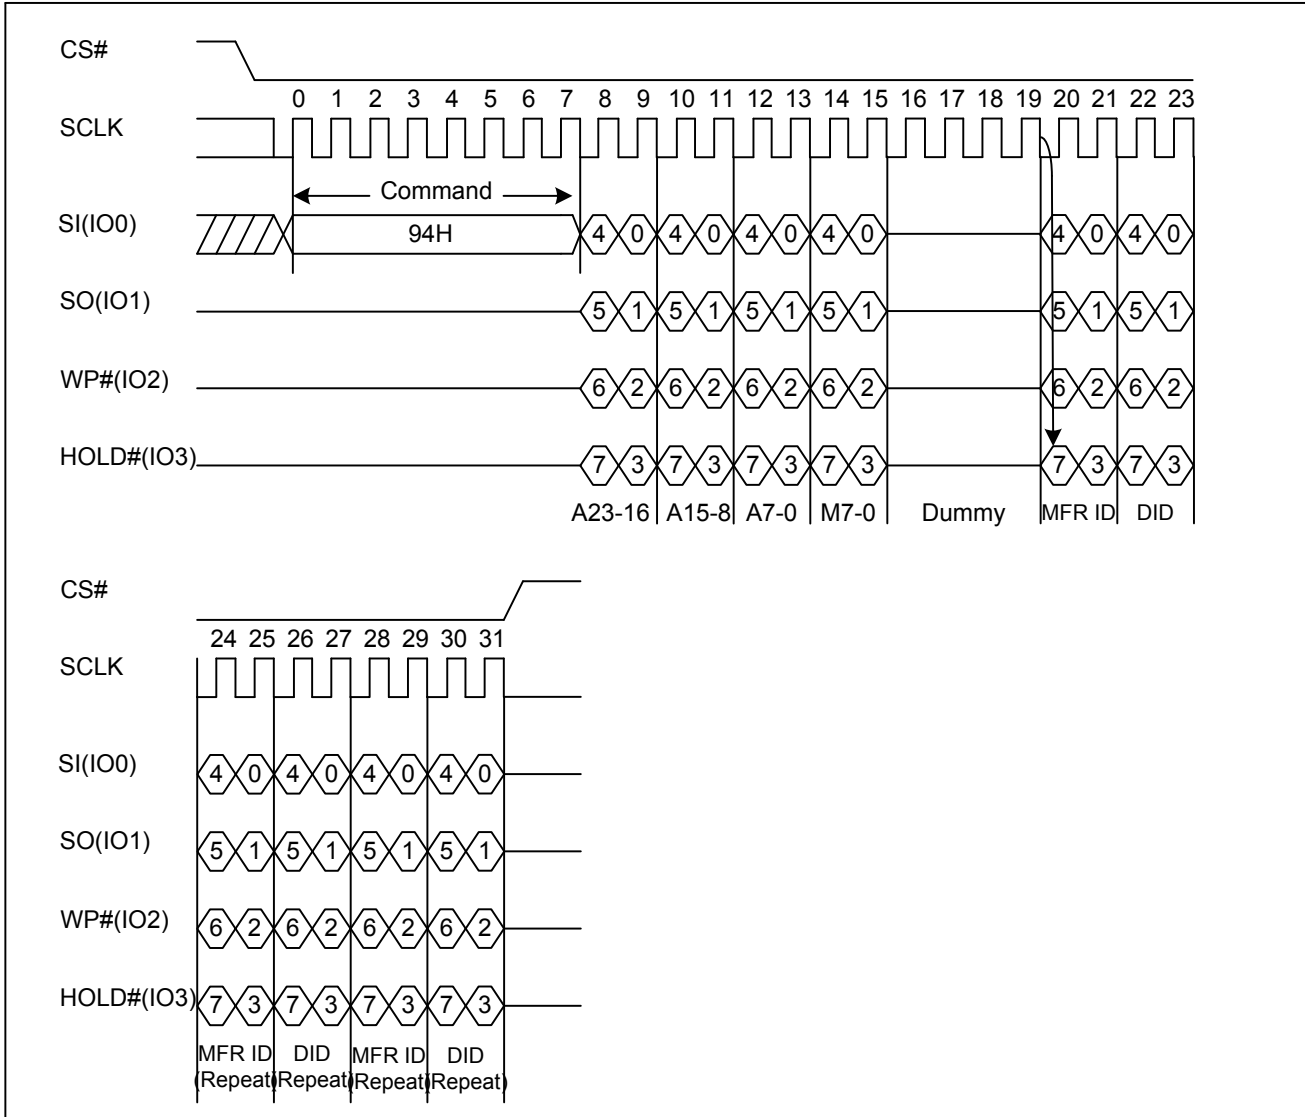 CS#
0 1 2 3 4 5 6 7 8 9 10 11 12 13 14 15 16 17 18 19 20 21 22 23
SCLK
Command
SI(IO0) 94H 4 0 4 0 4 0 4 0 4 0 4 0
SO(IO1) 5 1 5 1 5 1 5 1 5 1 5 1
WP#(IO2) 6 2 6 2 6 2 6 2 6 2 6 2
HOLD#(IO3) 7 3 7 3 7 3 7 3 7 3 7 3
A23-16 A15-8 A7-0 M7-0 Dummy MFR ID DID
CS#
24 25 26 27 28 29 30 31
SCLK
SI(IO0) 4 0 4 0 4 0 4 0
SO(IO1) 5 1 5 1 5 1 5 1
WP#(IO2) 6 2 6 2 6 2 6 2
HOLD#(IO3) 7 3 7 3 7 3 7 3
MFR ID DID MFR ID DID
(Repeat) (Repeat) (Repeat) (Repeat)